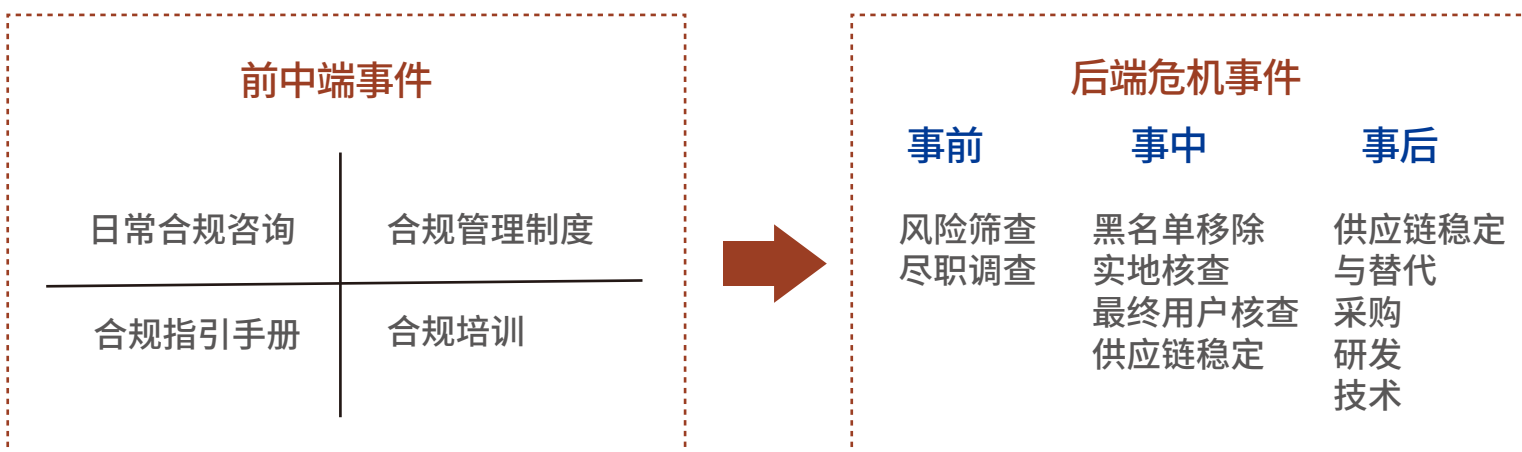 前中端事件
日常合规咨询
合规管理制度
合规指引手册
合规培训
后端危机事件
事前
风险筛查
尽职调查
事中
黑名单移除
实地核查
最终用户核查
供应链稳定
事后
供应链稳定
与替代
采购
研发
技术